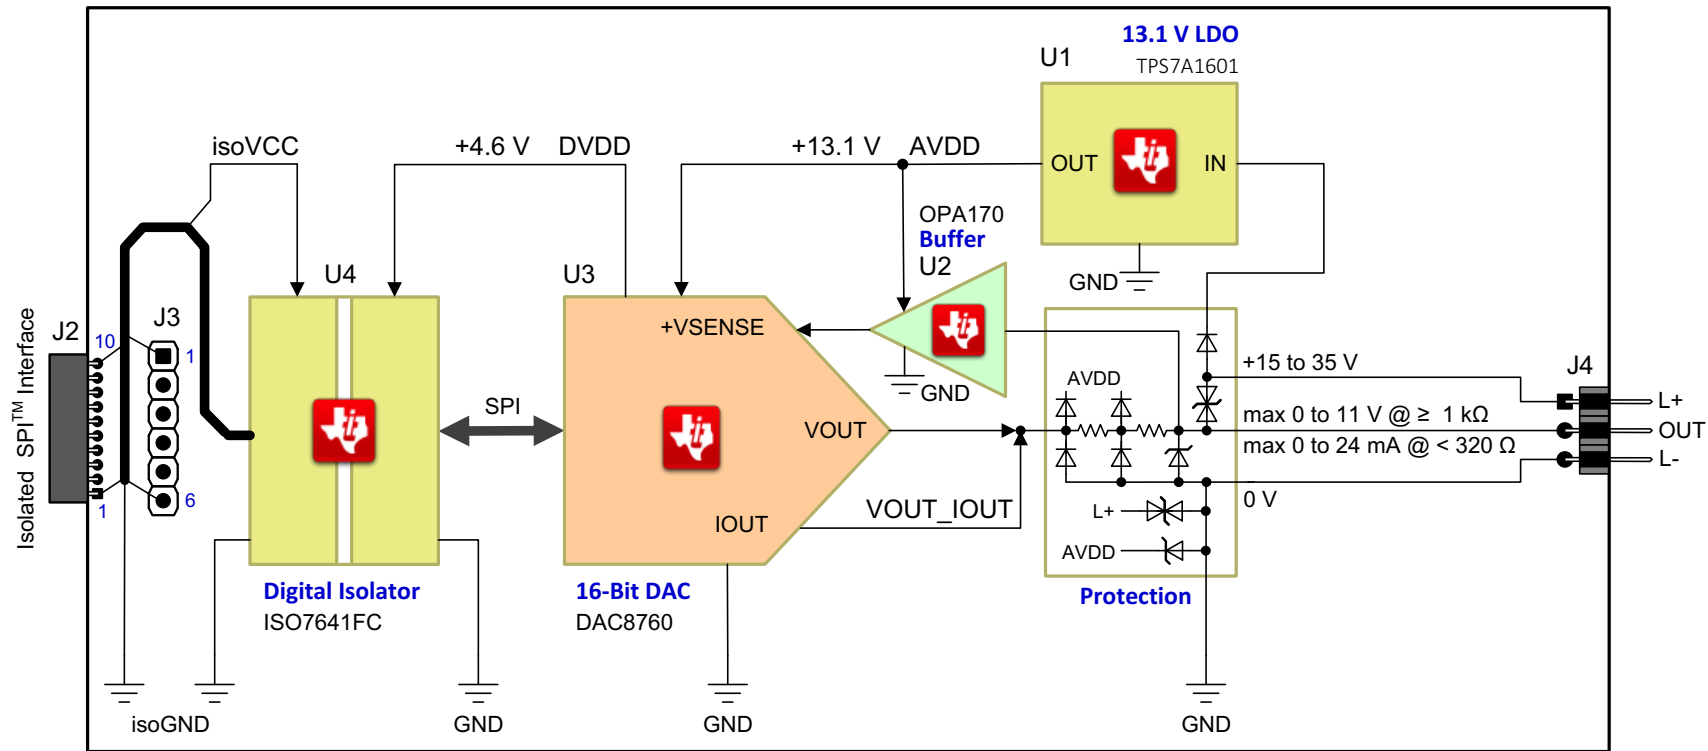 13.1 V LDO
U1
TPS7A1601
isoVCC
+4.6 V DVDD
+13.1 V AVDD
OUT
IN
OPA170
Buffer
U2
U4
U3
GND
J2
10
J3
1
+VSENSE
GND
AVDD
+15 to 35 V
J4
L+
SPI
VOUT
max 0 to 11 V @ ≥ 1 kΩ
OUT
max 0 to 24 mA @ < 320 Ω
L-
Isolated SPI™ Interface
1
6
IOUT
VOUT_IOUT
0 V
L+
AVDD
Digital Isolator
ISO7641FC
16-Bit DAC
DAC8760
Protection
isoGND
GND
GND
GND